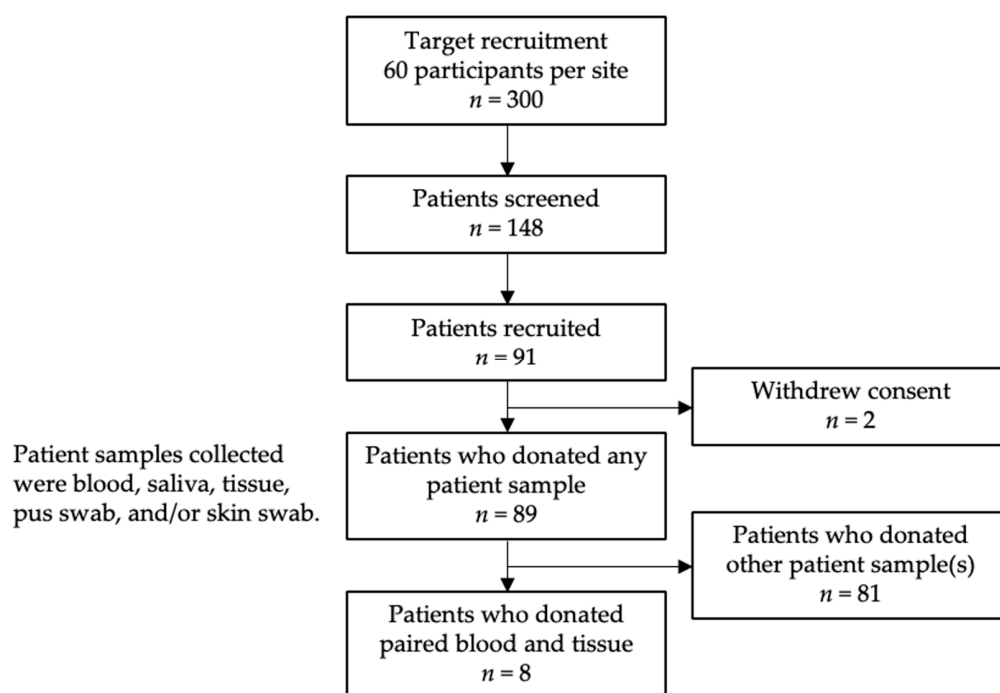 Target recruitment
60 participants per site
n = 300
Patients screened
n = 148
Patients recruited
n = 91
Withdrew consent
n = 2
Patient samples collected
were blood, saliva, tissue,
pus swab, and/or skin swab.
Patients who donated any
patient sample
n = 89
Patients who donated
other patient sample(s)
n = 81
Patients who donated
paired blood and tissue
n = 8